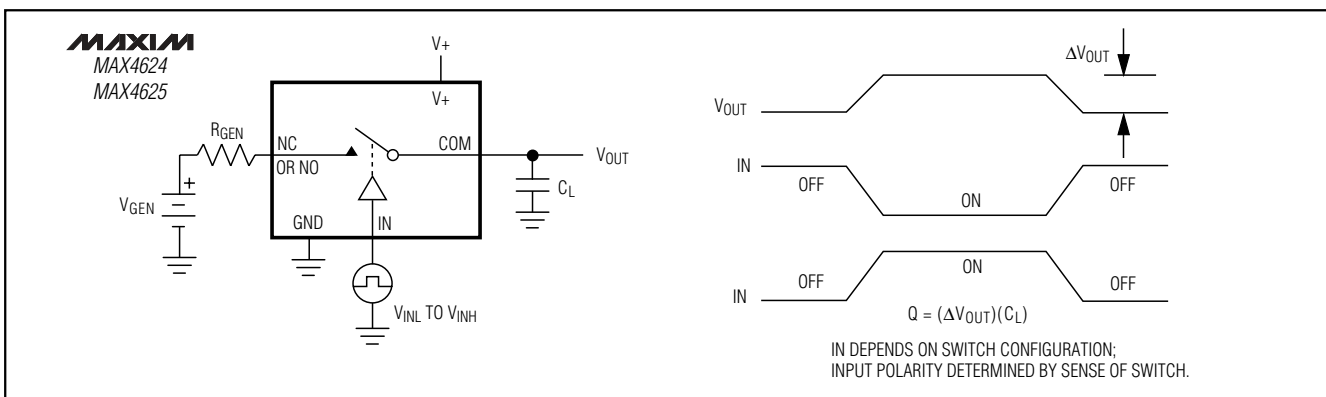 MAXIM
MAX4624
MAX4625
V+
V+
RGEN
NC
OR NO
COM
VOUT
VGEN
+
CL
GND
IN
VINL TO VINH
ΔVOUT
VOUT
IN
OFF
ON
OFF
IN
OFF
ON
OFF
Q = (ΔVOUT)(CL)
IN DEPENDS ON SWITCH CONFIGURATION;
INPUT POLARITY DETERMINED BY SENSE OF SWITCH.